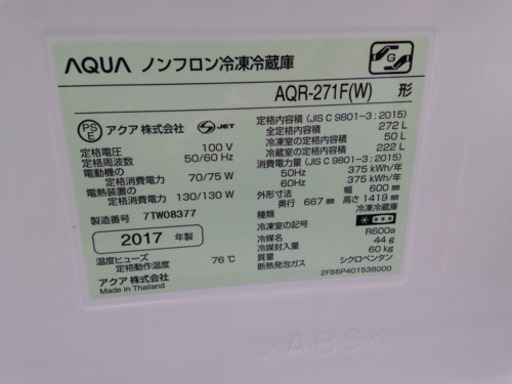 AQUA ノンフロン冷凍冷蔵庫
G
AQR-271F(W) 形
PS E アクア株式会社 JET
定格電圧 100 V
定格周波数 50/60 Hz
電動機の
定格消費電力 70/75 W
電熱装置の
定格消費電力 130/130 W
製造番号 7TW08377
2017 年製
温度ヒューズ
定格動作温度 76℃
アクア株式会社
Made in Thailand
定格内容積 (JIS C 9801-3 : 2015)
全定格内容積 272 L
冷凍室の定格内容積 50 L
冷蔵室の定格内容積 222 L
消費電力量 (JIS C 9801-3 : 2015)
50Hz 375 kWh/年
60Hz 375 kWh/年
外形寸法 幅 600 mm
奥行 667 mm 高さ 1419 mm
種類 冷凍冷蔵庫
冷凍室の記号
冷媒名 R600a
冷媒封入量 44 g
質量 60 kg
断熱発泡ガス シクロペンタン
2FB6P401538000
>ABS<